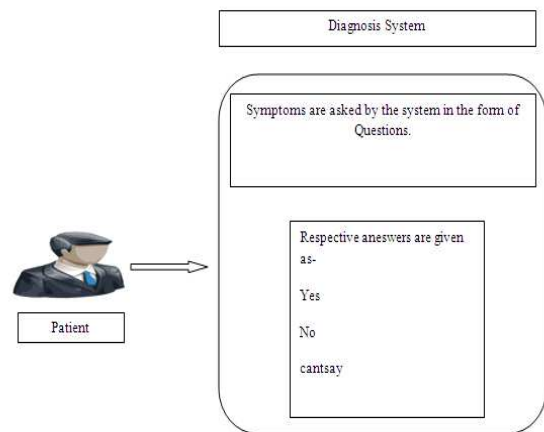 Diagnosis System
Symptoms are asked by the system in the form of
Questions.
Respective aneswers are given
as-
Yes
No
cantsay
Patient